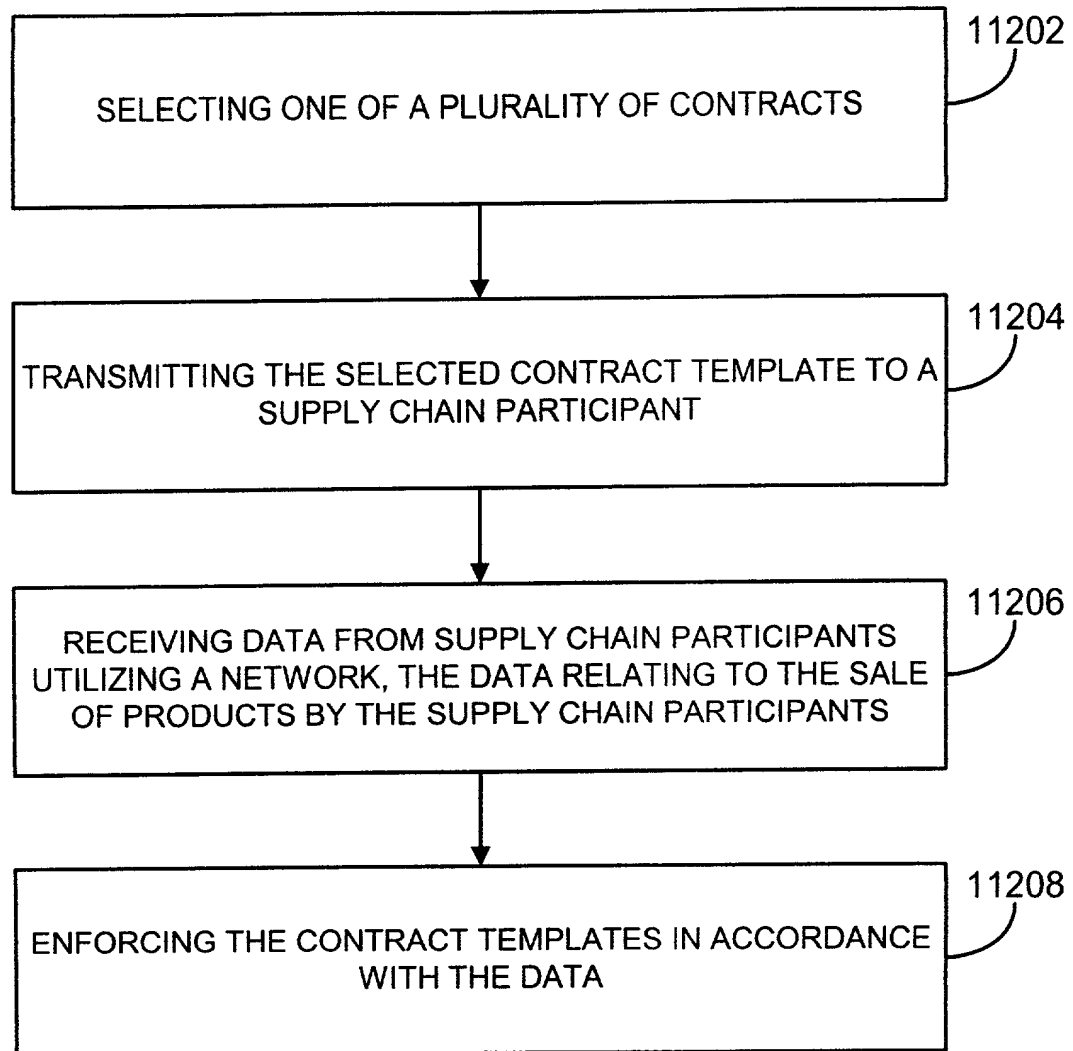 11202
SELECTING ONE OF A PLURALITY OF CONTRACTS
11204
TRANSMITTING THE SELECTED CONTRACT TEMPLATE TO A
SUPPLY CHAIN PARTICIPANT
11206
RECEIVING DATA FROM SUPPLY CHAIN PARTICIPANTS
UTILIZING A NETWORK, THE DATA RELATING TO THE SALE
OF PRODUCTS BY THE SUPPLY CHAIN PARTICIPANTS
11208
ENFORCING THE CONTRACT TEMPLATES IN ACCORDANCE
WITH THE DATA